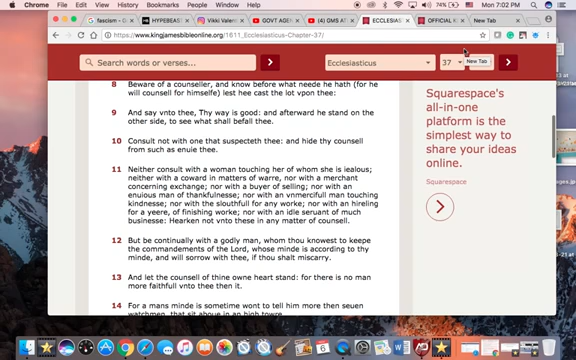 Chrome File Edit View History Bookmarks People Window Help
74% Mon 7:02 PM
fascism - G
HYPEBEAS
Vikki Valen
GOVT AGEN
(4) GMS AT
ECCLESIAS
OFFICIAL K
New Tab
https://www.kingjamesbibleonline.org/1611_Ecclesiasticus-Chapter-37/
New Tab
Search words or verses...
Ecclesiasticus
37
8 Beware of a counseller, and know before what neede he hath (for he
will counsell for himselfe) lest hee cast the lot vpon thee:
9 And say vnto thee, Thy way is good: and afterward he stand on the
other side, to see what shall befall thee.
10 Consult not with one that suspecteth thee: and hide thy counsell
from such as enuie thee.
11 Neither consult with a woman touching her of whom she is iealous;
neither with a coward in matters of warre, nor with a merchant
concerning exchange; nor with a buyer of selling; nor with an
enuious man of thankfulnesse; nor with an vnmercifull man touching
kindnesse; nor with the slouthfull for any worke; nor with an hireling
for a yeere, of finishing worke; nor with an idle seruant of much
businesse: Hearken not vnto these in any matter of counsell.
12 But be continually with a godly man, whom thou knowest to keepe
the commandements of the Lord, whose minde is according to thy
minde, and will sorrow with thee, if thou shalt miscarry.
13 And let the counsell of thine owne heart stand: for there is no man
more faithfull vnto thee then it.
14 For a mans minde is sometime wont to tell him more then seuen
watchmen, that sit aboue in an high towre.
Squarespace's
all-in-one
platform is the
simplest way to
share your ideas
online.
Squarespace